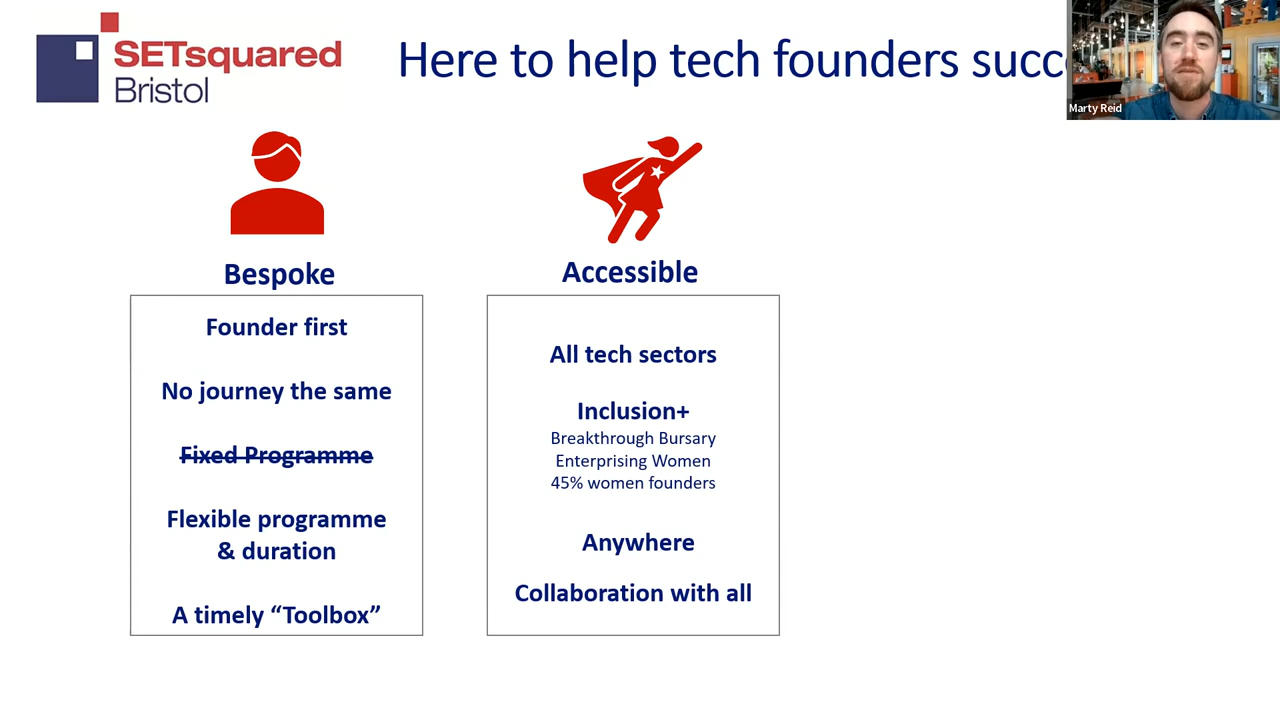 SETsquared
Bristol
Here to help tech founders succ
Marty Reid
Bespoke
Founder first
No journey the same
Fixed Programme
Flexible programme
& duration
A timely “Toolbox”
Accessible
All tech sectors
Inclusion+
Breakthrough Bursary
Enterprising Women
45% women founders
Anywhere
Collaboration with all